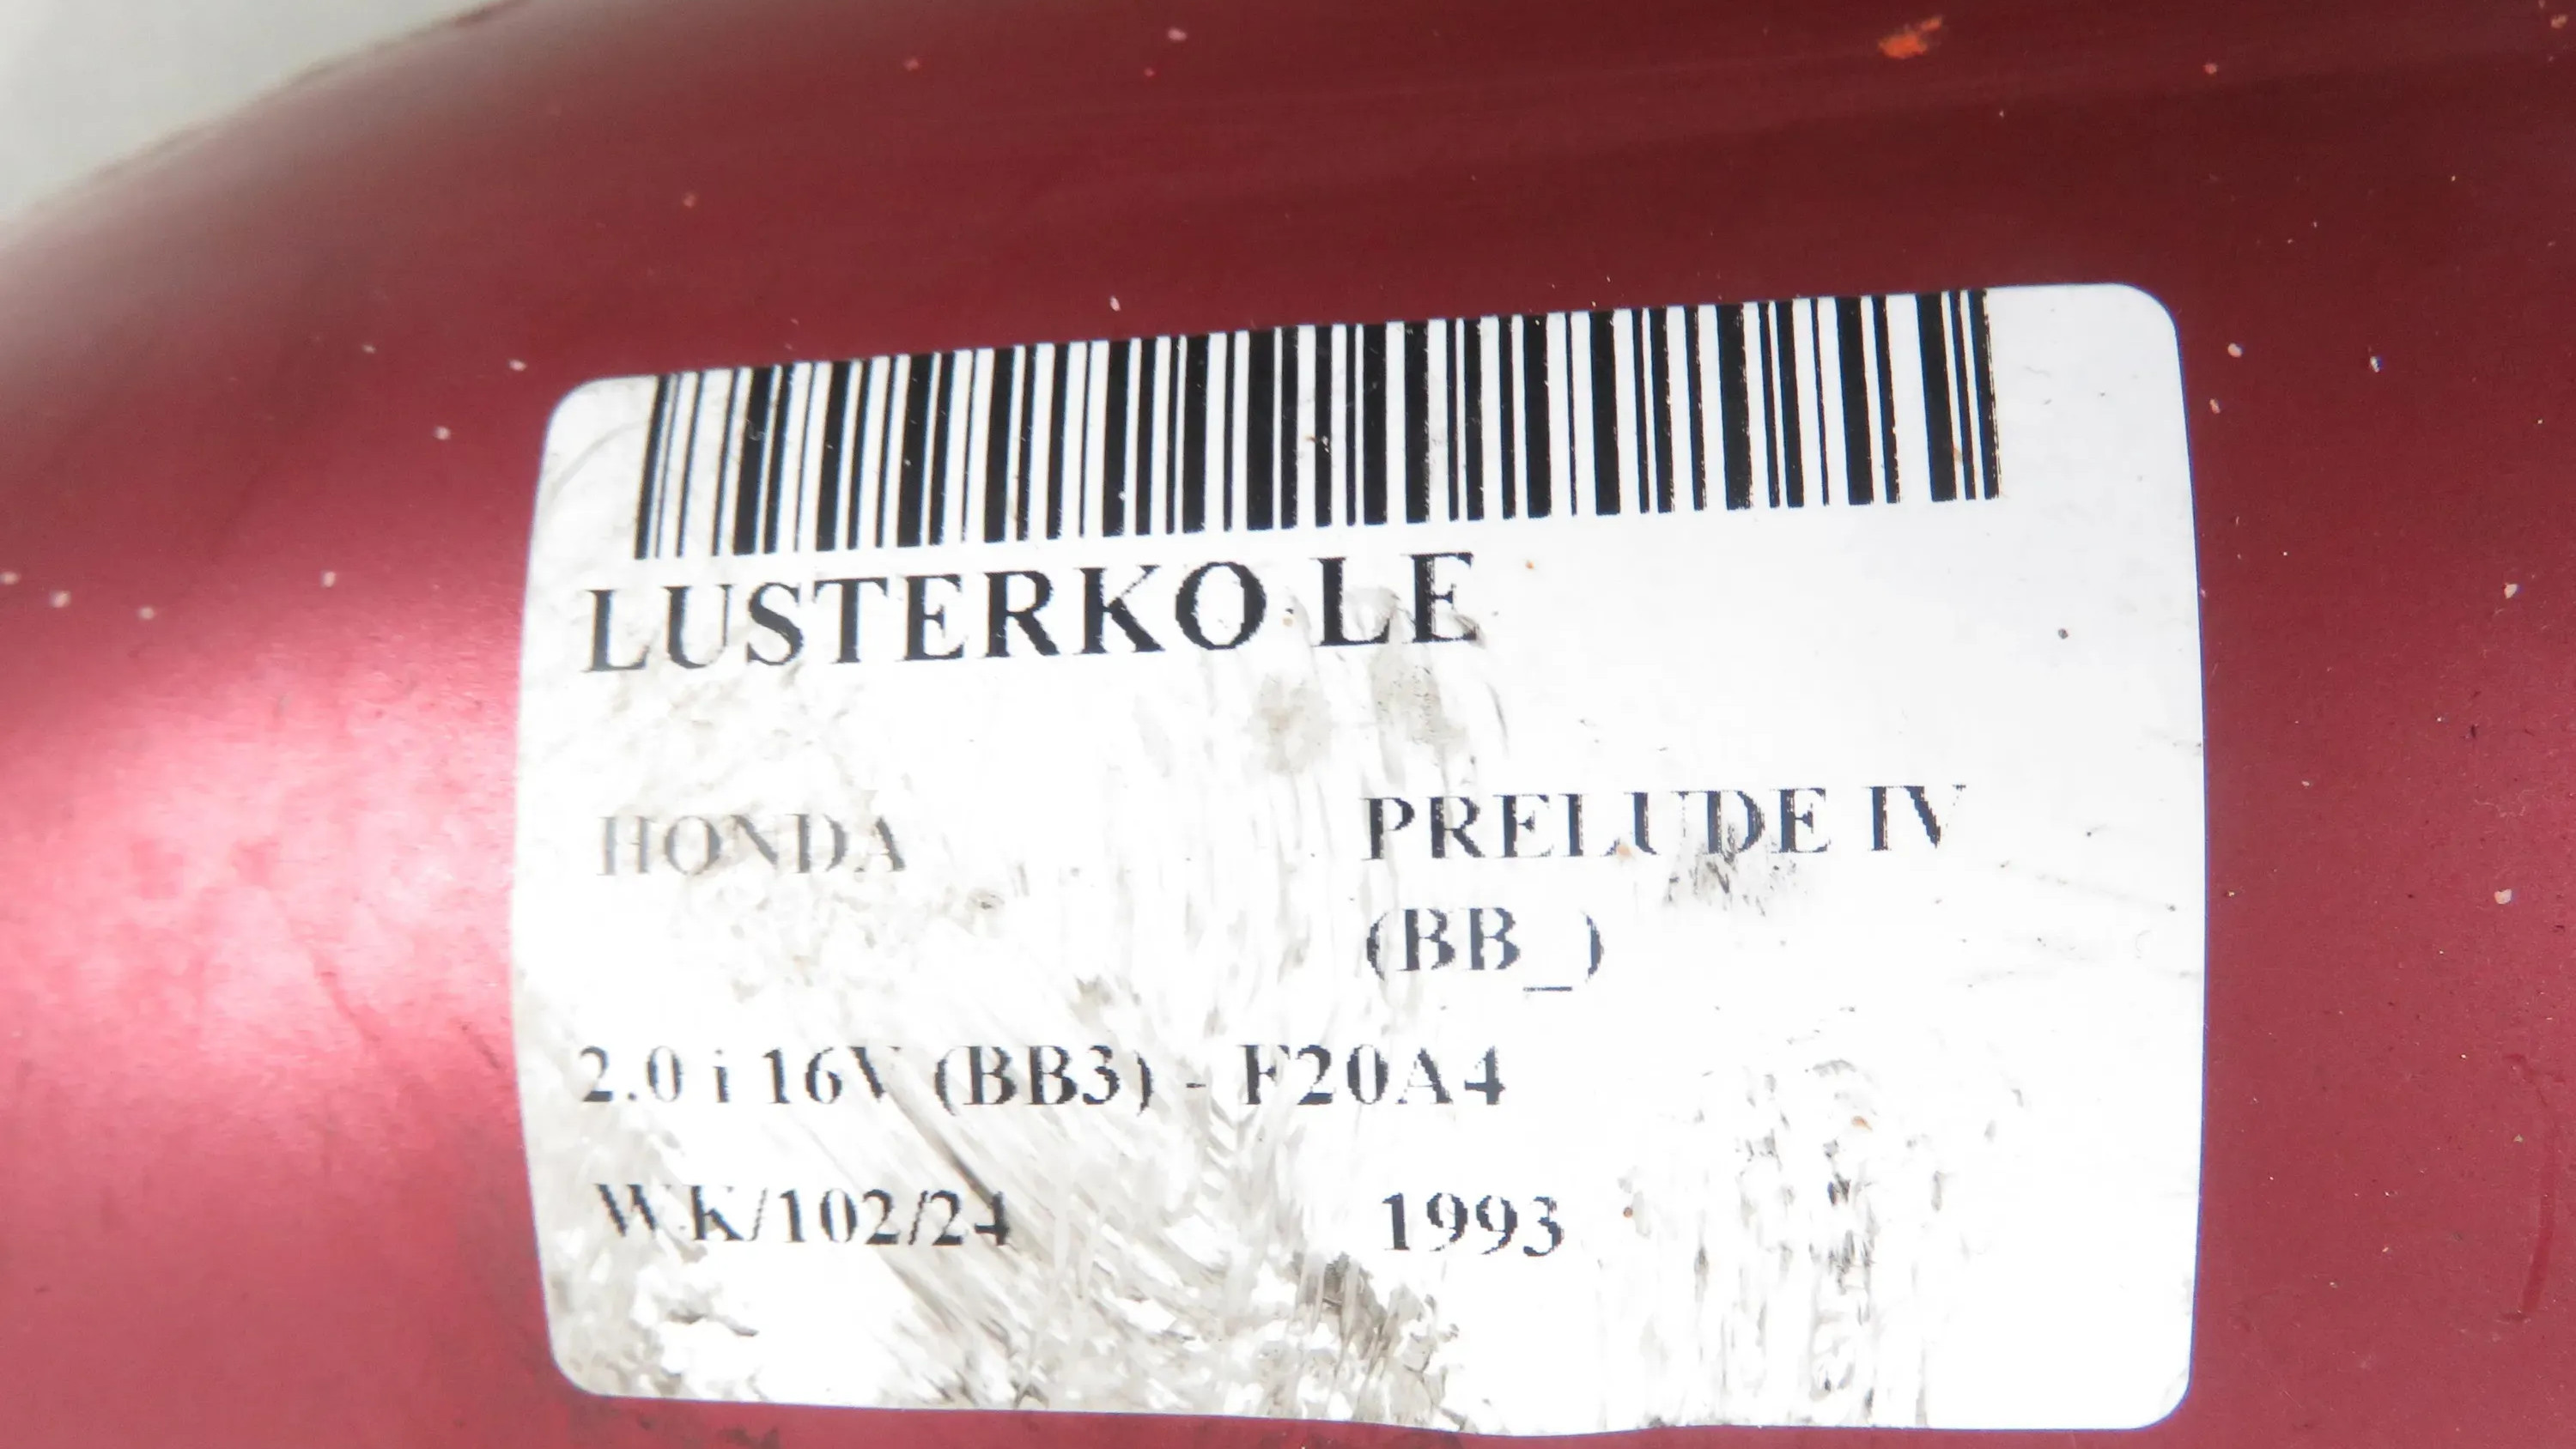 LUSTERKO LE
HONDA PRELUDE IV
(BB_)
2.0 i 16V (BB3) - F20A4
WK/102/24 1993